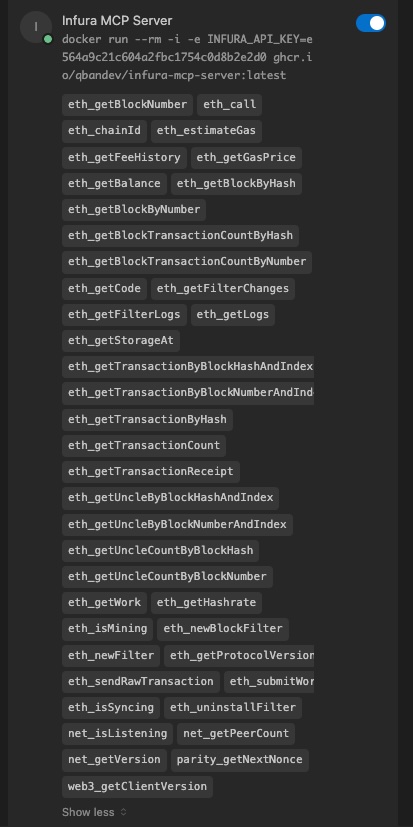 I
Infura MCP Server
docker run --rm -i -e INFURA_API_KEY=e
564a9c21c604a2fbc1754c0d8b2e2d0 ghcr.i
o/qbandev/infura-mcp-server:latest
eth_getBlockNumber eth_call
eth_chainId eth_estimateGas
eth_getFeeHistory eth_getGasPrice
eth_getBalance eth_getBlockByHash
eth_getBlockByNumber
eth_getBlockTransactionCountByHash
eth_getBlockTransactionCountByNumber
eth_getCode eth_getFilterChanges
eth_getFilterLogs eth_getLogs
eth_getStorageAt
eth_getTransactionByBlockHashAndIndex
eth_getTransactionByBlockNumberAndInd
eth_getTransactionByHash
eth_getTransactionCount
eth_getTransactionReceipt
eth_getUncleByBlockHashAndIndex
eth_getUncleByBlockNumberAndIndex
eth_getUncleCountByBlockHash
eth_getUncleCountByBlockNumber
eth_getWork eth_getHashrate
eth_isMining eth_newBlockFilter
eth_newFilter eth_getProtocolVersion
eth_sendRawTransaction eth_submitWor
eth_isSyncing eth_uninstallFilter
net_isListening net_getPeerCount
net_getVersion parity_getNextNonce
web3_getClientVersion
Show less